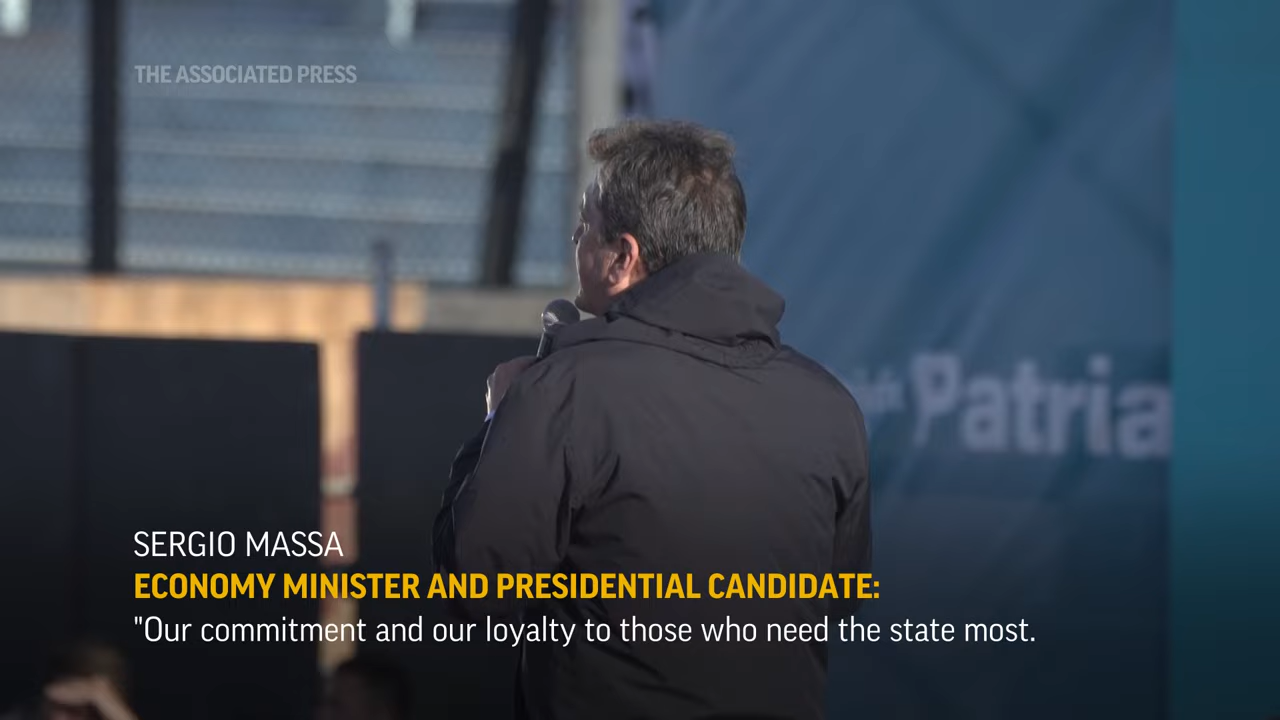 THE ASSOCIATED PRESS
Patria
SERGIO MASSA
ECONOMY MINISTER AND PRESIDENTIAL CANDIDATE:
"Our commitment and our loyalty to those who need the state most.